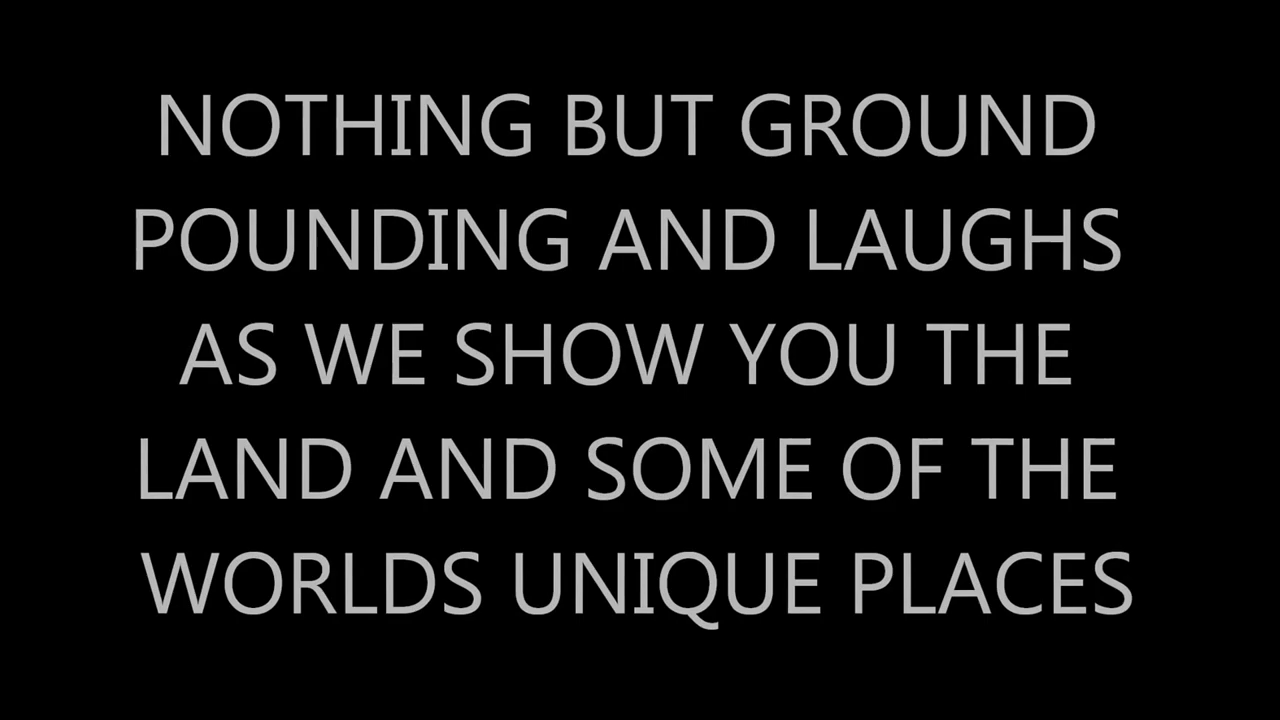 NOTHING BUT GROUND
POUNDING AND LAUGHS
AS WE SHOW YOU THE
LAND AND SOME OF THE
WORLDS UNIQUE PLACES